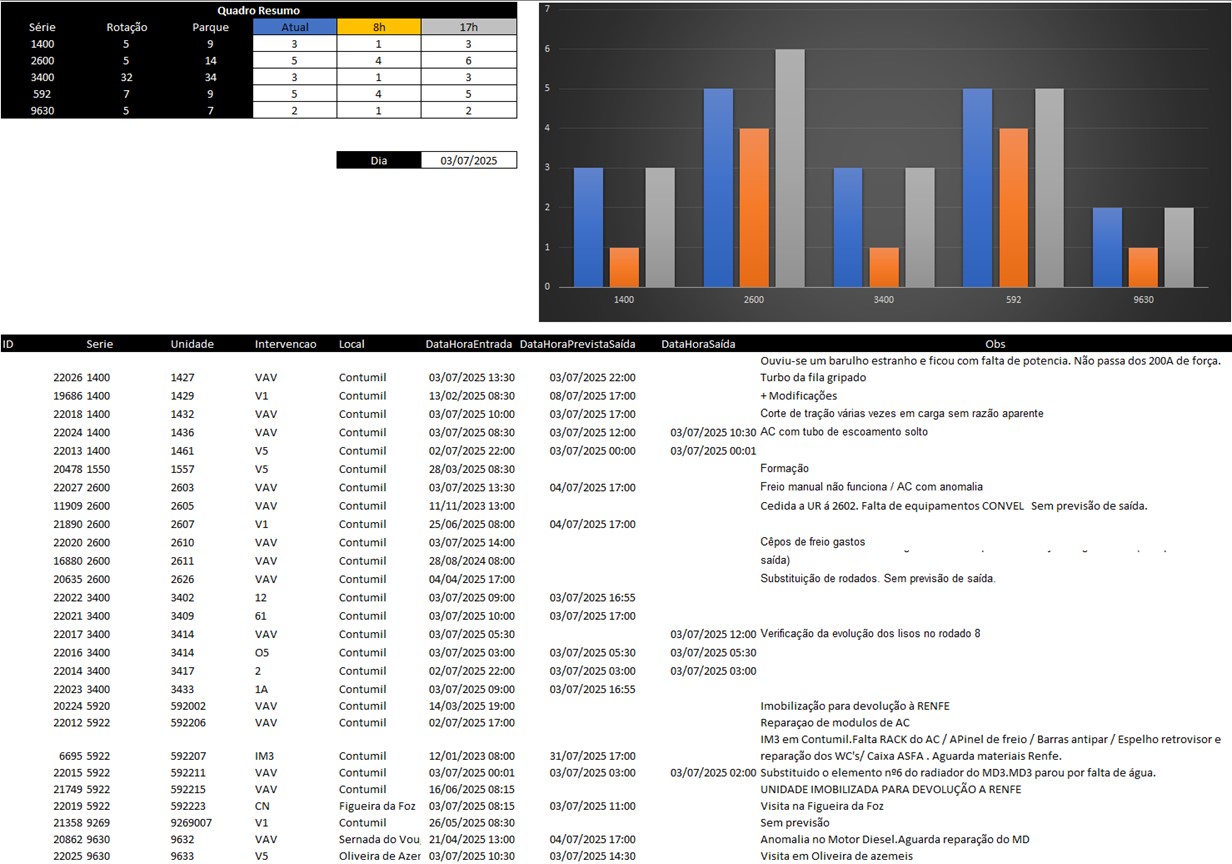 Quadro Resumo
Série Rotação Parque Atual 8h 17h
1400 5 9 3 1 3
2600 5 14 5 4 6
3400 32 34 3 1 3
592 7 9 5 4 5
9630 5 7 2 1 2
Dia 03/07/2025
7
6
5
4
3
2
1
0
1400 2600 3400 592 9630
ID Serie Unidade Intervencao Local DataHoraEntrada DataHoraPrevistaSaída DataHoraSaída Obs
Ouviu-se um barulho estranho e ficou com falta de potencia. Não passa dos 200A de força.
22026 1400 1427 VAV Contumil 03/07/2025 13:30 03/07/2025 22:00 Turbo da fila gripado
19686 1400 1429 V1 Contumil 13/02/2025 08:30 08/07/2025 17:00 + Modificações
22018 1400 1432 VAV Contumil 03/07/2025 10:00 03/07/2025 17:00 Corte de tração várias vezes em carga sem razão aparente
22024 1400 1436 VAV Contumil 03/07/2025 08:30 03/07/2025 12:00 03/07/2025 10:30 AC com tubo de escoamento solto
22013 1400 1461 V5 Contumil 02/07/2025 22:00 03/07/2025 00:00 03/07/2025 00:01
20478 1550 1557 V5 Contumil 28/03/2025 08:30 Formação
22027 2600 2603 VAV Contumil 03/07/2025 13:30 04/07/2025 17:00 Freio manual não funciona / AC com anomalia
11909 2600 2605 VAV Contumil 11/11/2023 13:00 Cedida a UR á 2602. Falta de equipamentos CONVEL Sem previsão de saída.
21890 2600 2607 V1 Contumil 25/06/2025 08:00 04/07/2025 17:00
22020 2600 2610 VAV Contumil 03/07/2025 14:00 Cêpos de freio gastos
16880 2600 2611 VAV Contumil 28/08/2024 08:00 saída)
20635 2600 2626 VAV Contumil 04/04/2025 17:00 Substituição de rodados. Sem previsão de saída.
22022 3400 3402 12 Contumil 03/07/2025 09:00 03/07/2025 16:55
22021 3400 3409 61 Contumil 03/07/2025 10:00 03/07/2025 17:00
22017 3400 3414 VAV Contumil 03/07/2025 05:30 03/07/2025 12:00 Verificação da evolução dos lisos no rodado 8
22016 3400 3414 O5 Contumil 03/07/2025 03:00 03/07/2025 05:30 03/07/2025 05:30
22014 3400 3417 2 Contumil 02/07/2025 22:00 03/07/2025 03:00 03/07/2025 03:00
22023 3400 3433 1A Contumil 03/07/2025 09:00 03/07/2025 16:55
20224 5920 592002 VAV Contumil 14/03/2025 19:00 Imobilização para devolução à RENFE
22012 5922 592206 VAV Contumil 02/07/2025 17:00 Reparaçao de modulos de AC
IM3 em Contumil.Falta RACK do AC / APinel de freio / Barras antipar / Espelho retrovisor e
6695 5922 592207 IM3 Contumil 12/01/2023 08:00 31/07/2025 17:00 reparação dos WC's/ Caixa ASFA . Aguarda materiais Renfe.
22015 5922 592211 VAV Contumil 03/07/2025 00:01 03/07/2025 03:00 03/07/2025 02:00 Substituido o elemento nº6 do radiador do MD3.MD3 parou por falta de água.
21749 5922 592215 VAV Contumil 16/06/2025 08:15 UNIDADE IMOBILIZADA PARA DEVOLUÇÃO A RENFE
22019 5922 592223 CN Figueira da Foz 03/07/2025 08:15 03/07/2025 11:00 Visita na Figueira da Foz
21358 9269 9269007 V1 Contumil 26/05/2025 08:30 Sem previsão
20862 9630 9632 VAV Sernada do Vou 21/04/2025 13:00 04/07/2025 17:00 Anomalia no Motor Diesel.Aguarda reparação do MD
22025 9630 9633 V5 Oliveira de Azer 03/07/2025 10:30 03/07/2025 14:30 Visita em Oliveira de azemeis